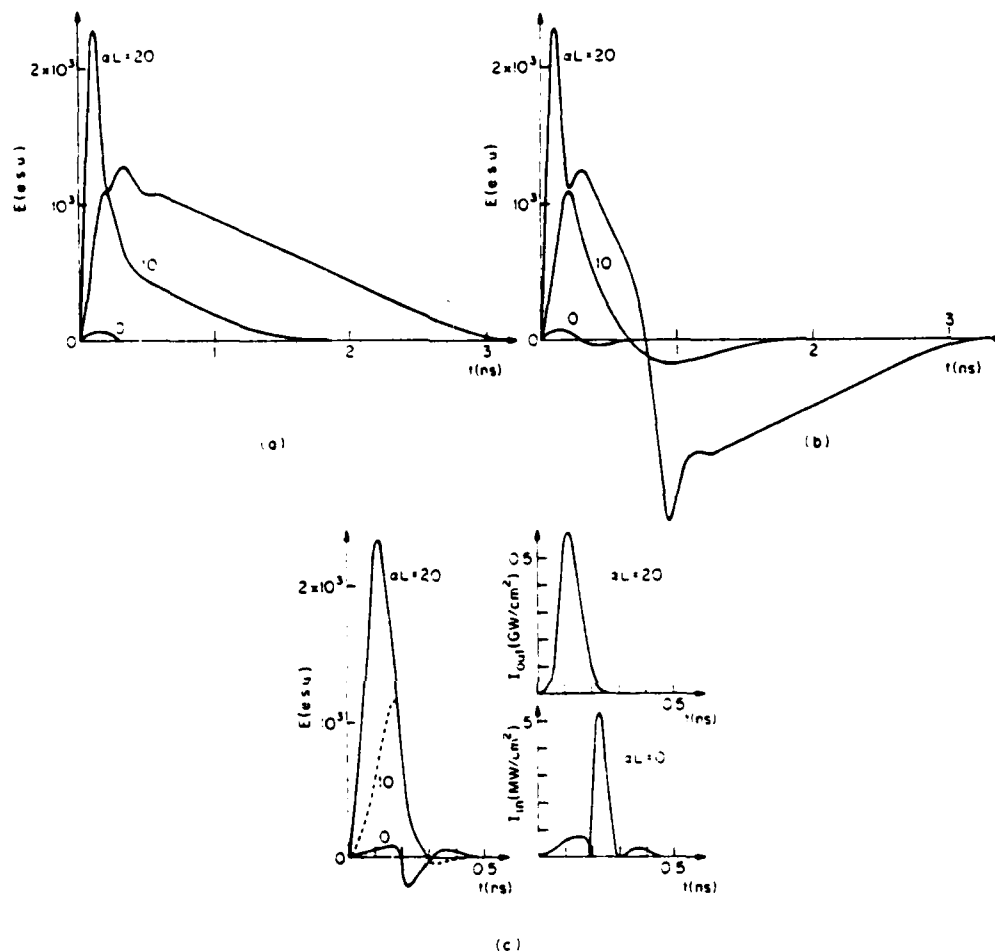 αL=20
2×10³
E(esu)
10³
10
0
0
1
2
3
t(ns)
(a)
αL=20
2×10³
E(esu)
10³
10
0
0
1
2
3
t(ns)
(b)
αL=20
2×10³
E(esu)
10³
10
0
0
0.5
t(ns)
αL=20
0.5
I_out(GW/cm²)
0.5
t(ns)
αL=0
5
I_in(MW/cm²)
0.5
t(ns)
(c)